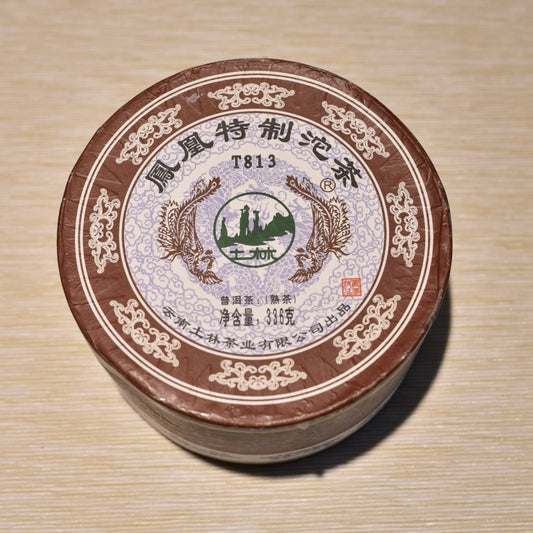 鳳凰特制沱茶
T813
®
土林
普洱茶：（熟茶）
净含量：336克
云南土林茶业有限公司出品